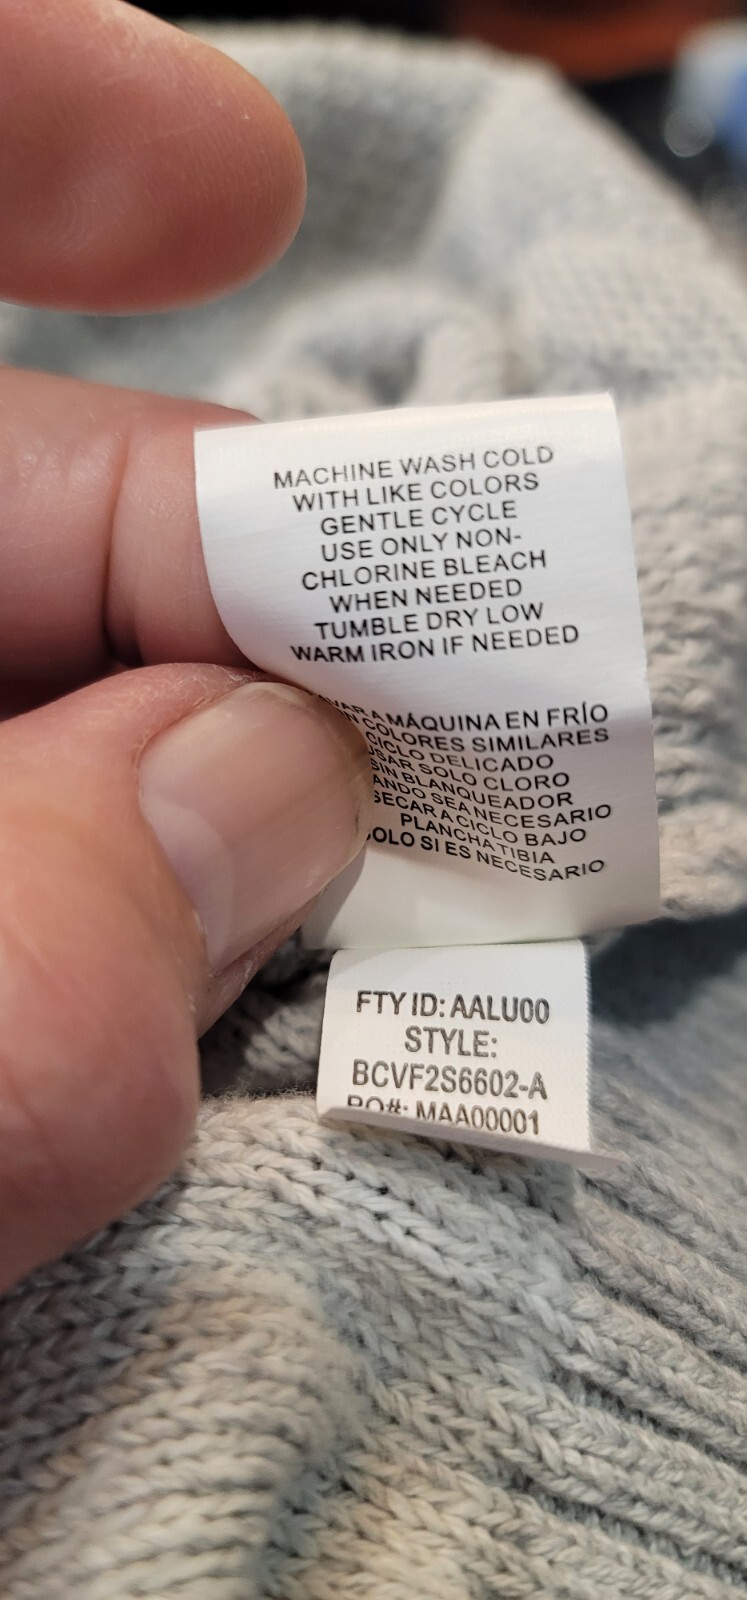 MACHINE WASH COLD
WITH LIKE COLORS
GENTLE CYCLE
USE ONLY NON-
CHLORINE BLEACH
WHEN NEEDED
TUMBLE DRY LOW
WARM IRON IF NEEDED
A MÁQUINA EN FRÍO
COLORES SIMILARES
CICLO DELICADO
USAR SOLO CLORO
SIN BLANQUEADOR
SEA NECESARIO
SECAR A CICLO BAJO
PLANCHA TIBIA
SOLO SI ES NECESARIO
FTY ID: AALU00
STYLE:
BCVF2S6602-A
PO#: MAA00001